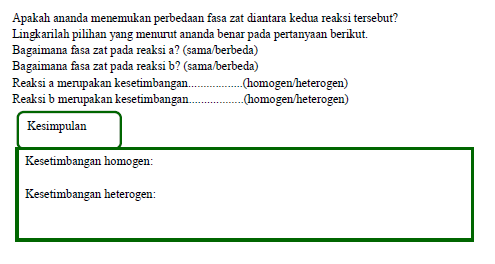 Apakah ananda menemukan perbedaan fasa zat diantara kedua reaksi tersebut?
Lingkarilah pilihan yang menurut ananda benar pada pertanyaan berikut.
Bagaimana fasa zat pada reaksi a? (sama/berbeda)
Bagaimana fasa zat pada reaksi b? (sama/berbeda)
Reaksi a merupakan kesetimbangan..................(homogen/heterogen)
Reaksi b merupakan kesetimbangan..................(homogen/heterogen)
Kesimpulan
Kesetimbangan homogen:
Kesetimbangan heterogen: